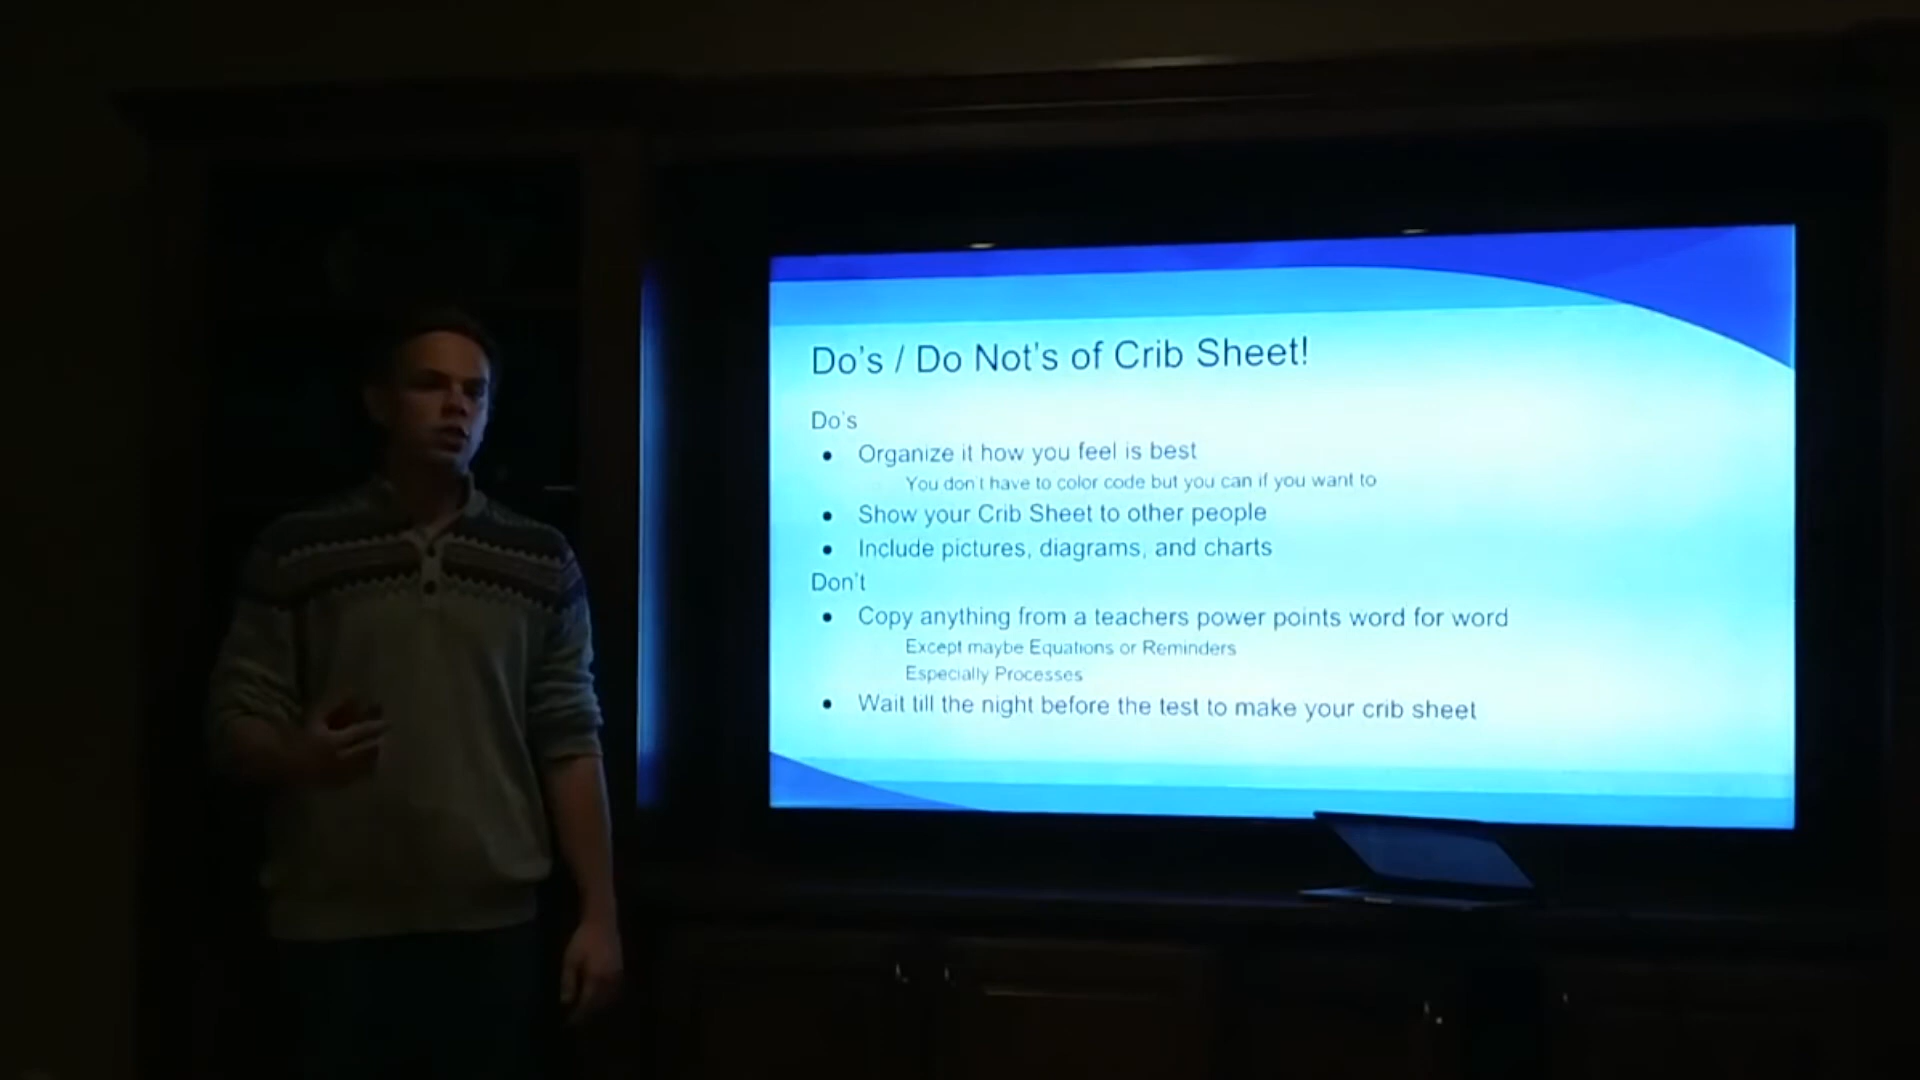 Do's / Do Not's of Crib Sheet!
Do's
• Organize it how you feel is best
You don't have to color code but you can if you want to
• Show your Crib Sheet to other people
• Include pictures, diagrams, and charts
Don't
• Copy anything from a teachers power points word for word
Except maybe Equations or Reminders
Especially Processes
• Wait till the night before the test to make your crib sheet